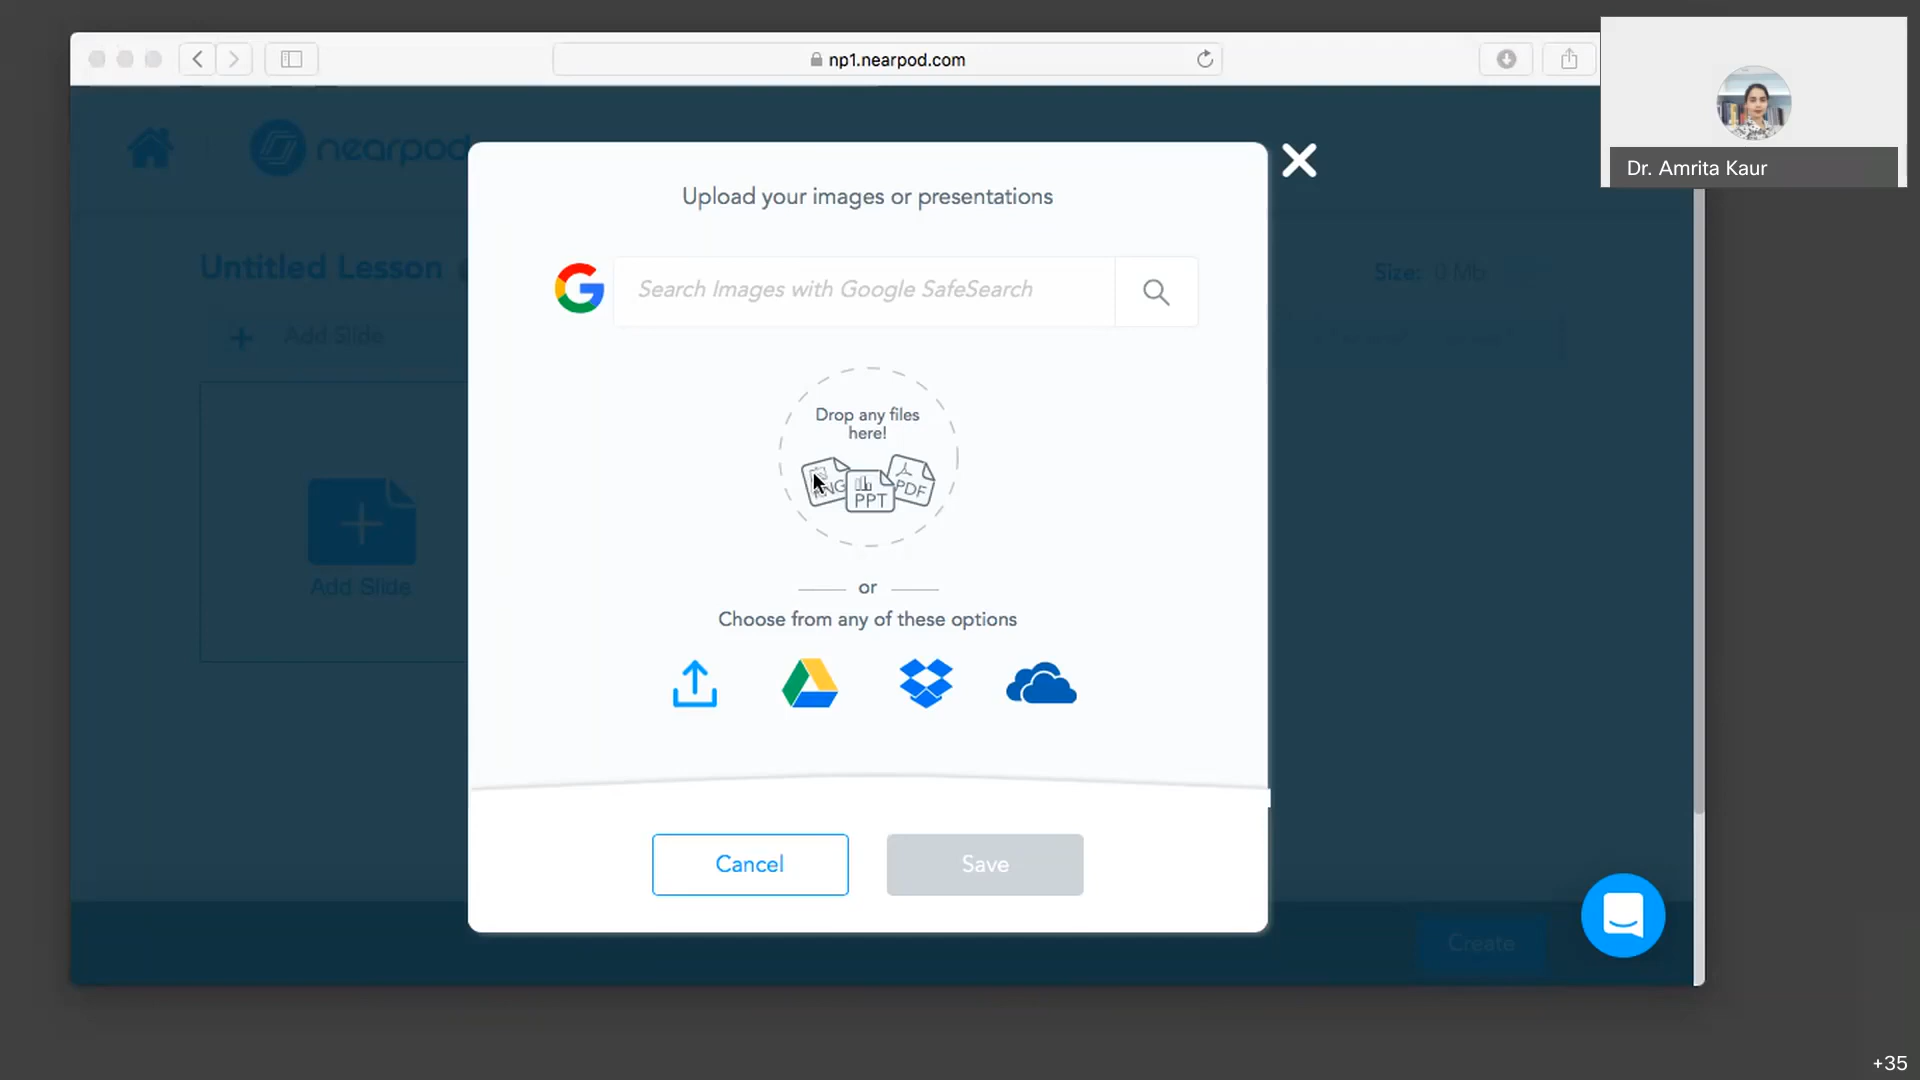 np1.nearpod.com
Dr. Amrita Kaur
nearpod
Upload your images or presentations
Search Images with Google SafeSearch
Untitled Lesson
Size: 0 Mb
Add Slide
Drop any files
here!
PPT
PDF
Add Slide
or
Choose from any of these options
Cancel
Save
Create
+35